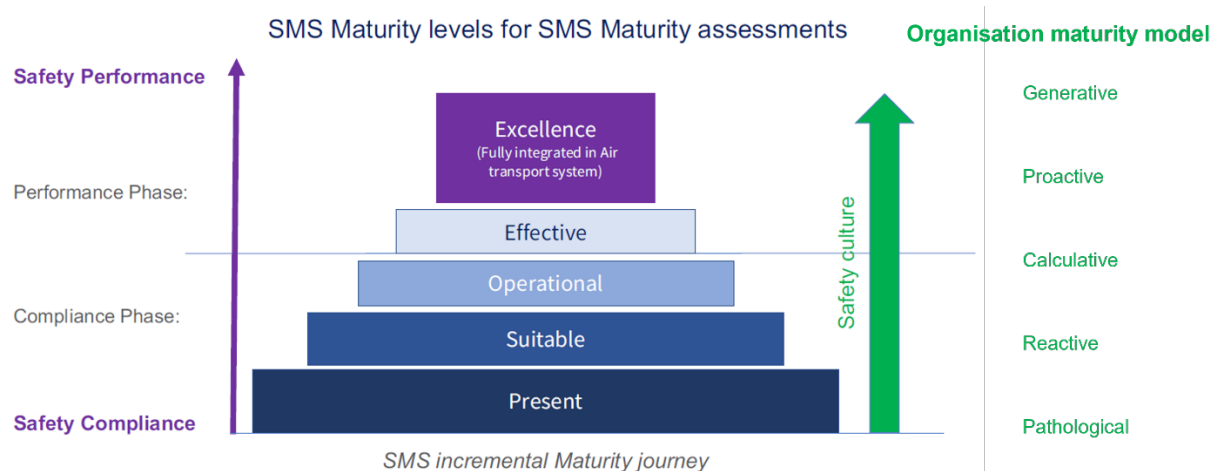 SMS Maturity levels for SMS Maturity assessments
Organisation maturity model
Safety Performance
Generative
Excellence
(Fully integrated in Air
transport system)
Performance Phase:
Proactive
Effective
Safety culture
Calculative
Operational
Compliance Phase:
Suitable
Reactive
Present
Safety Compliance
Pathological
SMS incremental Maturity journey